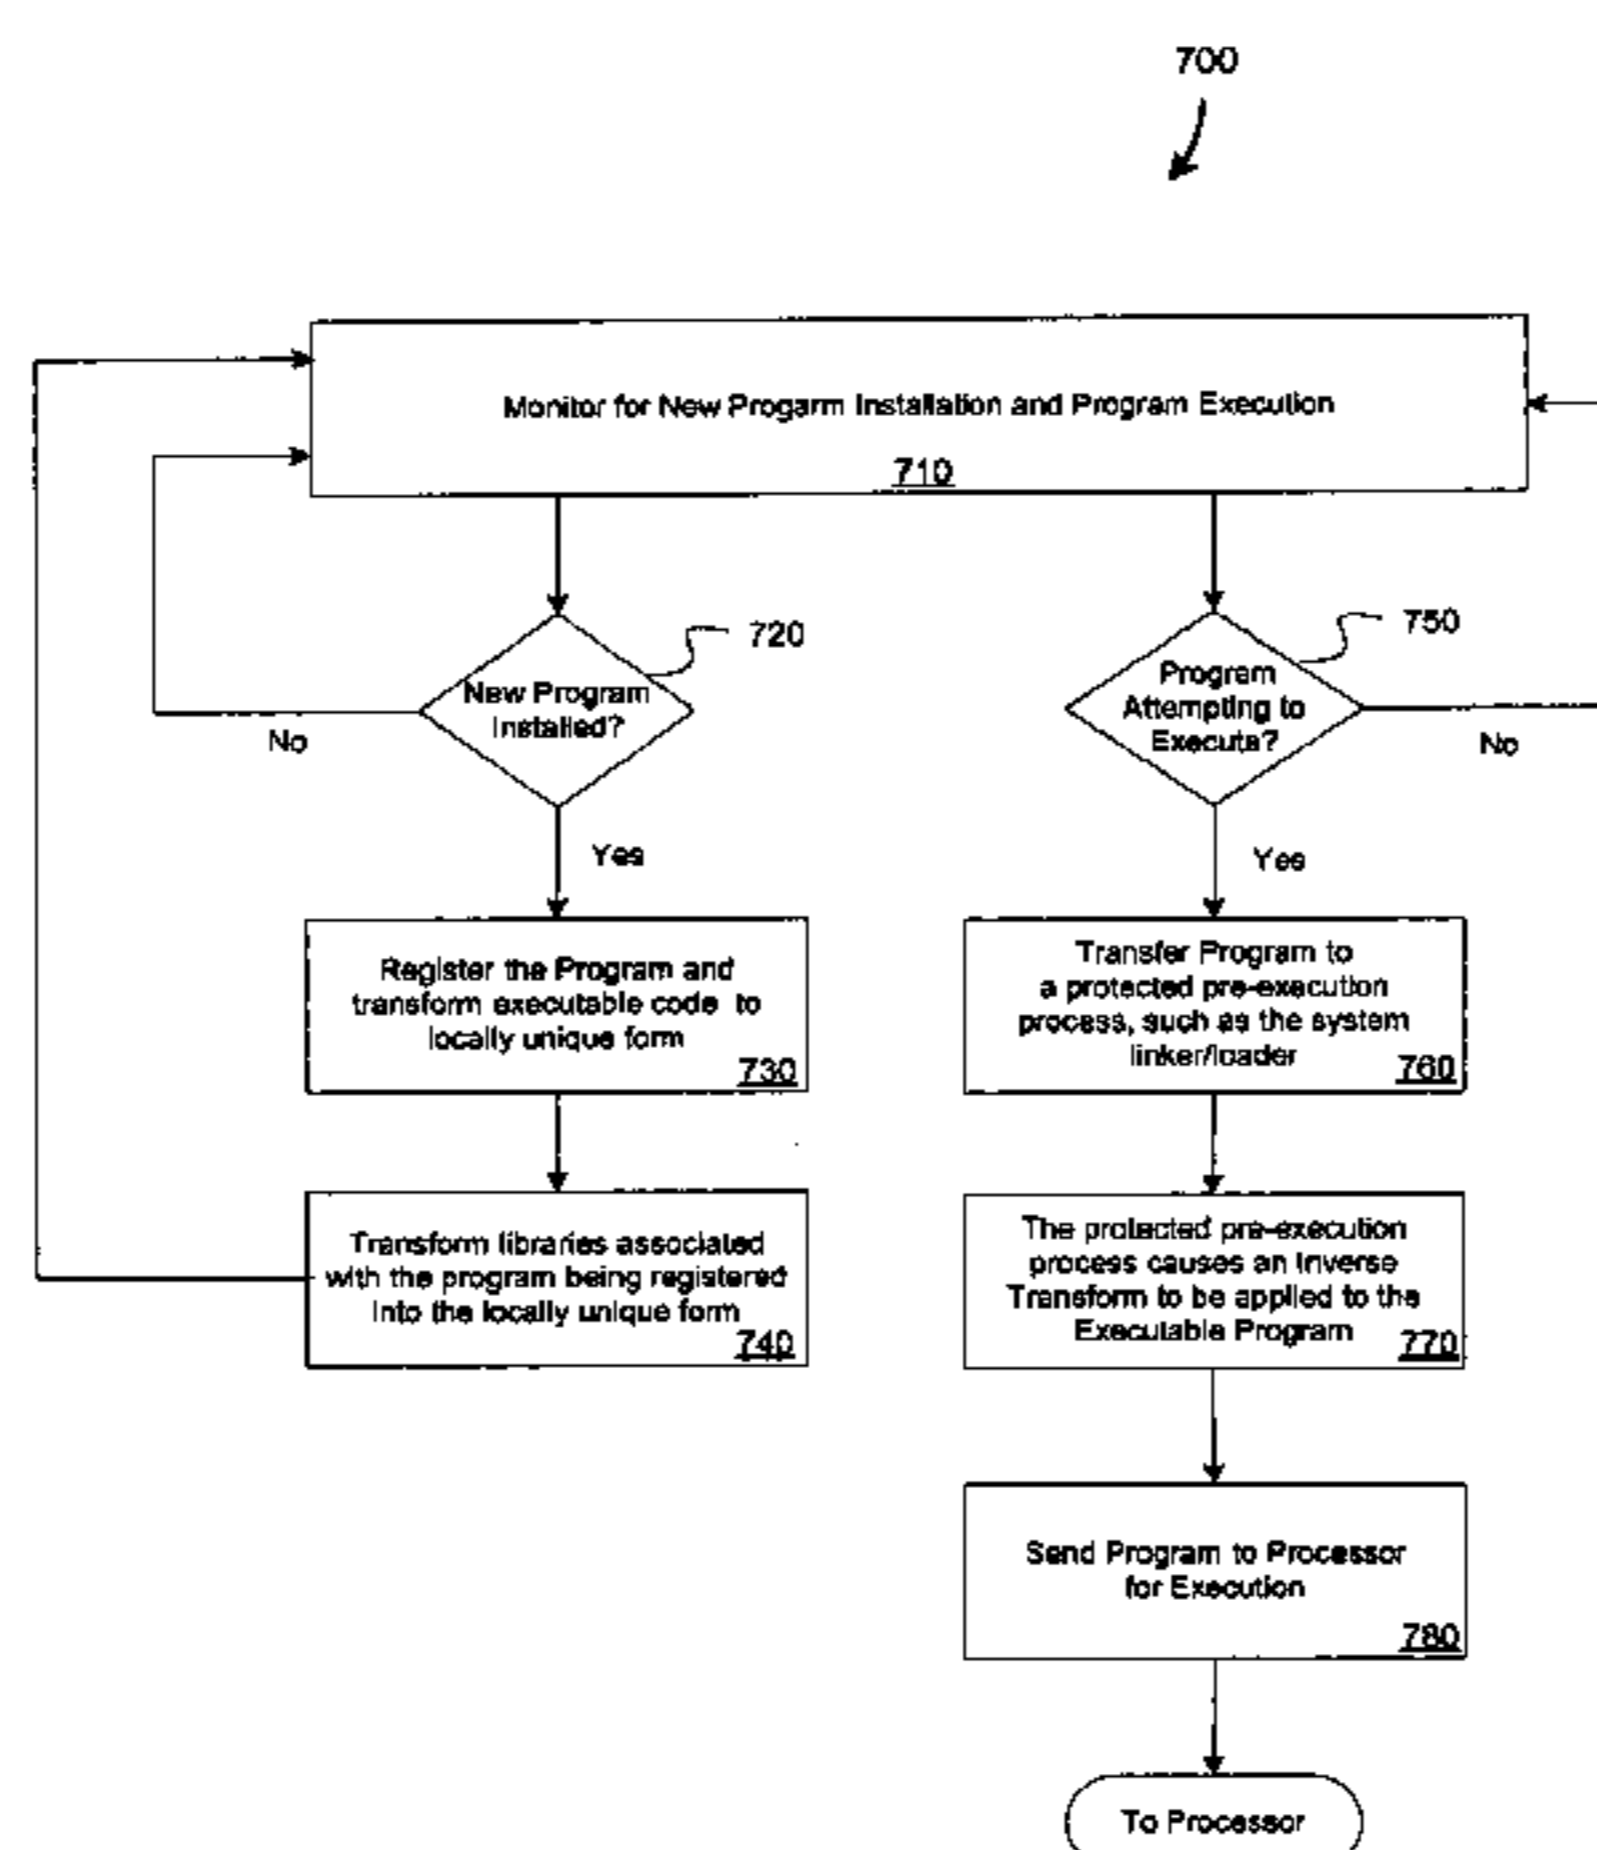 700
Monitor for New Progarm Installation and Program Execution
710
720
New Program
Installed?
No
Yes
Register the Program and
transform executable code to
locally unique form
730
Transform libraries associated
with the program being registered
into the locally unique form
740
750
Program
Attempting to
Execute?
No
Yes
Transfer Program to
a protected pre-execution
process, such as the system
linker/loader
760
The protected pre-execution
process causes an Inverse
Transform to be applied to the
Executable Program
770
Send Program to Processor
for Execution
780
To Processor